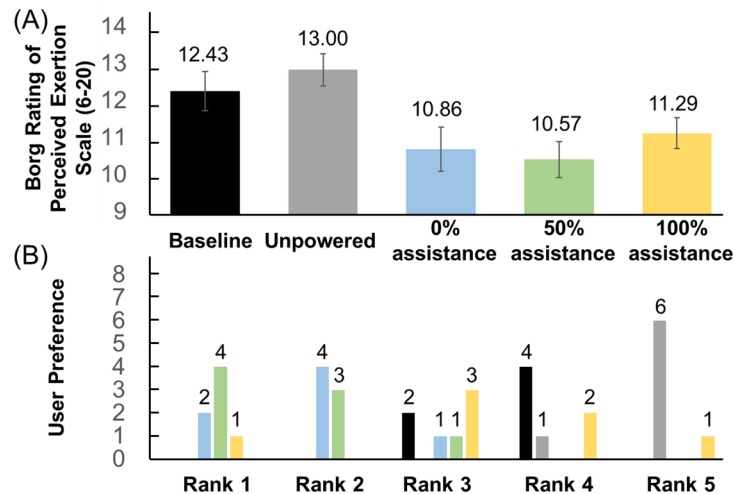 (A)
Borg Rating of
Perceived Exertion
Scale (6-20)
14
13
12
11
10
9
12.43
13.00
10.86
10.57
11.29
Baseline
Unpowered
0%
assistance
50%
assistance
100%
assistance
(B)
User Preference
8
7
6
5
4
3
2
1
0
2
4
1
4
3
2
1
1
3
4
1
2
6
1
Rank 1
Rank 2
Rank 3
Rank 4
Rank 5